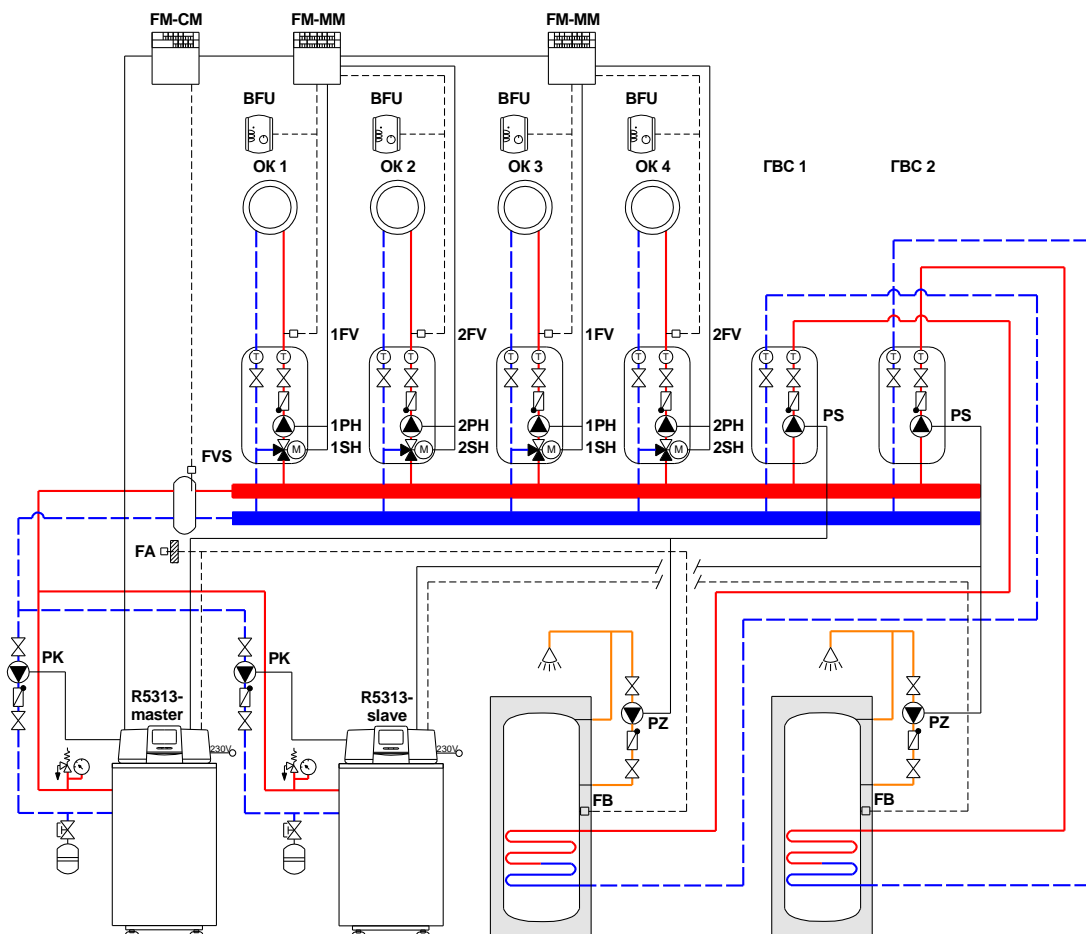 FM-CM FM-MM FM-MM
BFU BFU BFU BFU
ОК 1 ОК 2 ОК 3 ОК 4 ГВС 1 ГВС 2
1FV 2FV 1FV 2FV
T T T T T T T T T T T T
1PH 2PH 1PH 2PH PS PS
M 1SH M 2SH M 1SH M 2SH
FVS
FA
PK PK
R5313-
master
R5313-
slave
230V 230V
PZ PZ
FB FB